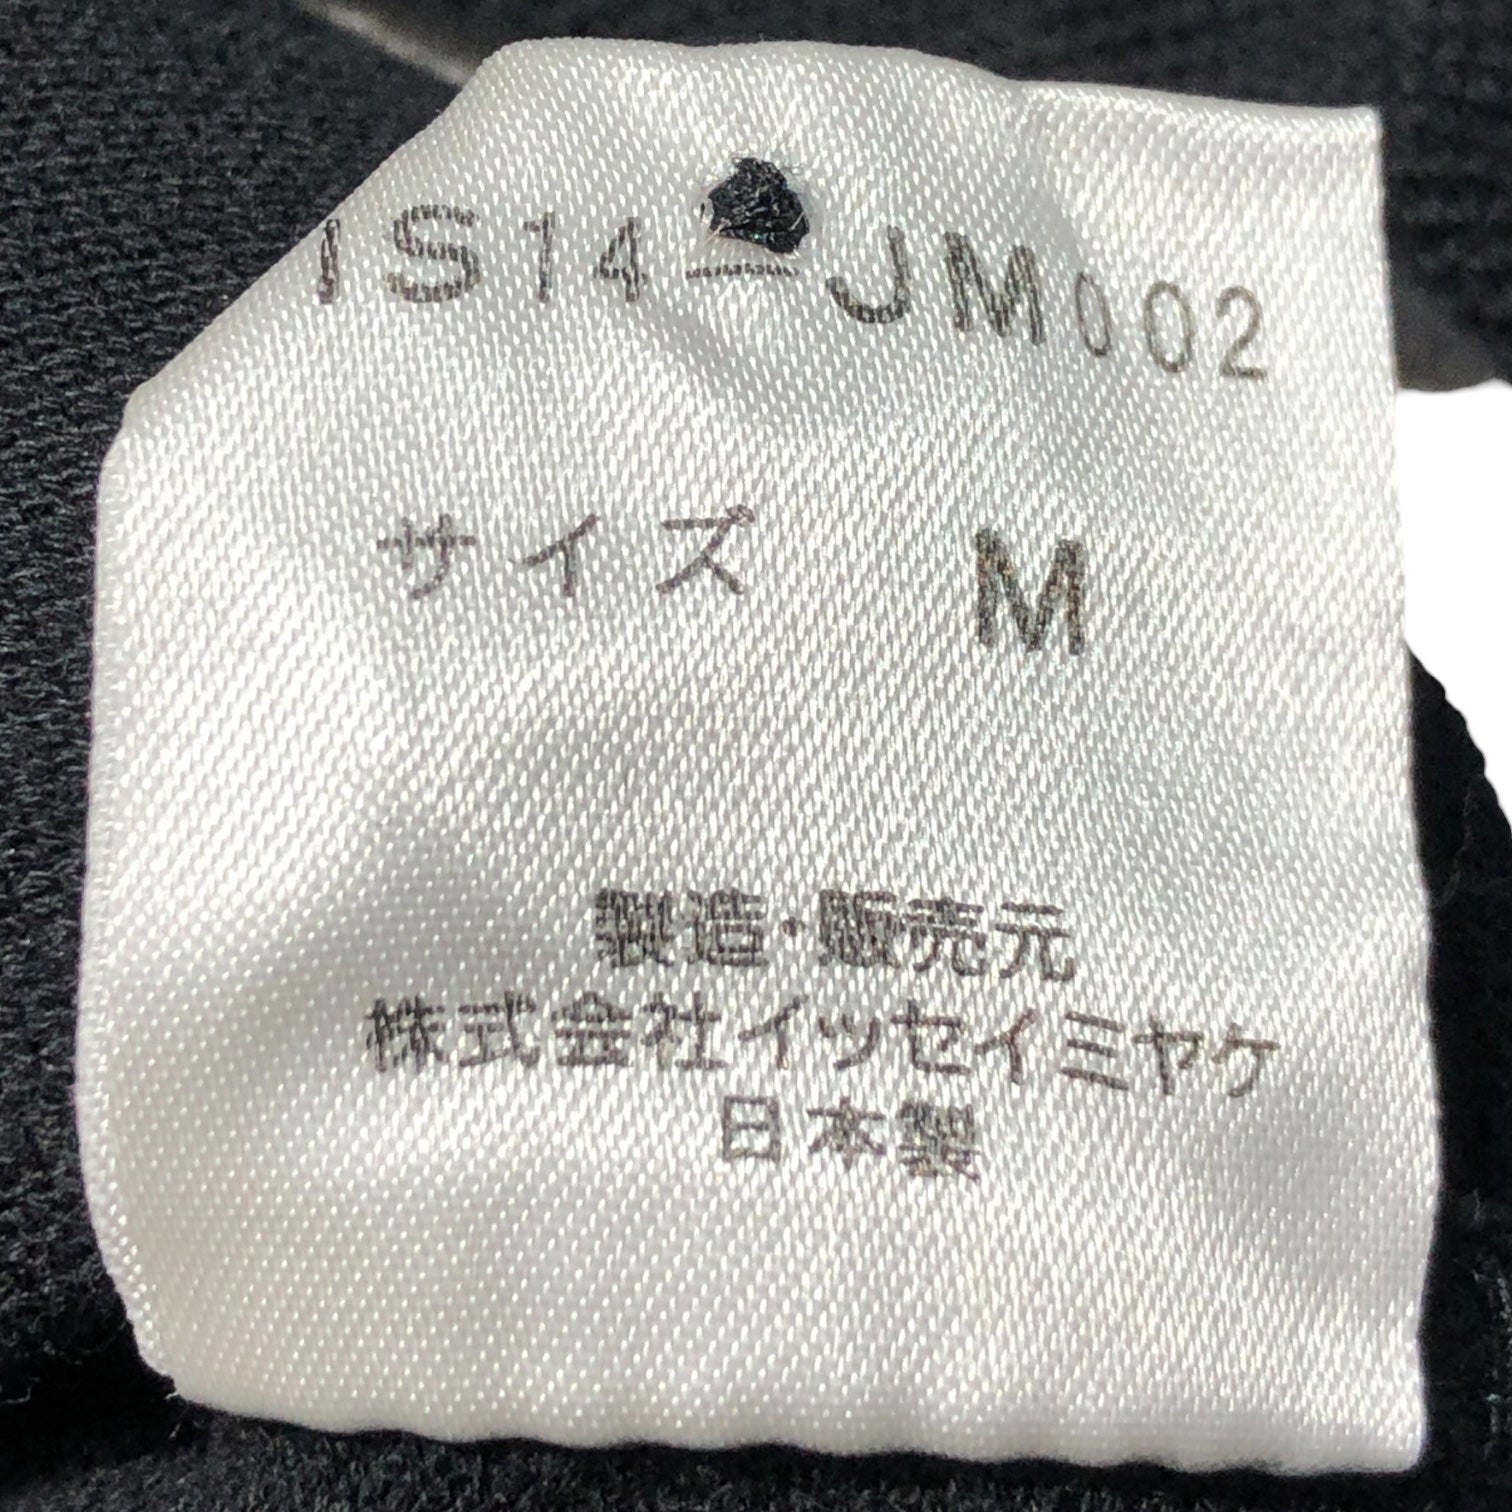 IS14-JM002
サイズ M
製造・販売元
株式会社イッセイミヤケ
日本製